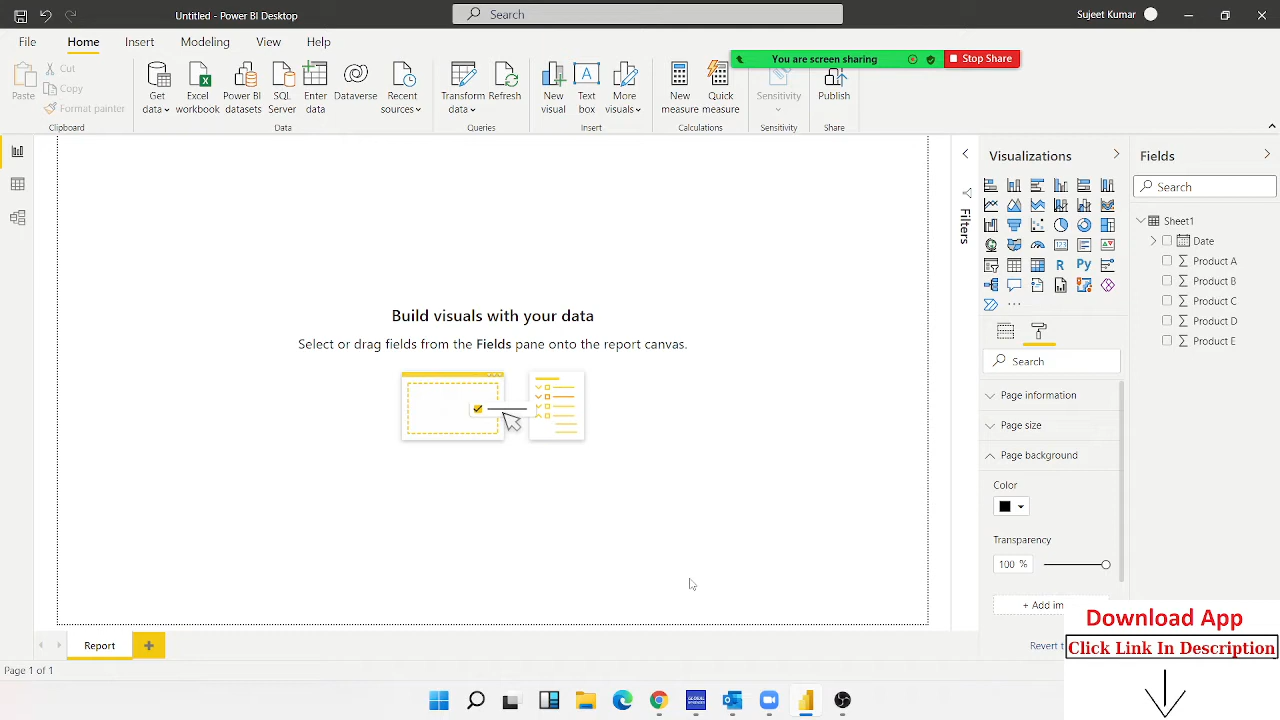 Untitled - Power BI Desktop
Search
Sujeet Kumar
File
Home
Insert
Modeling
View
Help
You are screen sharing
Stop Share
Paste
Cut
Copy
Format painter
Get data
Excel workbook
Power BI datasets
SQL Server
Enter data
Dataverse
Recent sources
Transform data
Refresh
New visual
Text box
More visuals
New measure
Quick measure
Sensitivity
Publish
Clipboard
Data
Queries
Insert
Calculations
Sensitivity
Share
Filters
Visualizations
Fields
Search
R
Py
123
Search
Page information
Page size
Page background
Color
Transparency
100 %
+ Add im
Revert t
Sheet1
Date
Product A
Product B
Product C
Product D
Product E
Build visuals with your data
Select or drag fields from the Fields pane onto the report canvas.
Report
Page 1 of 1
Download App
Click Link In Description